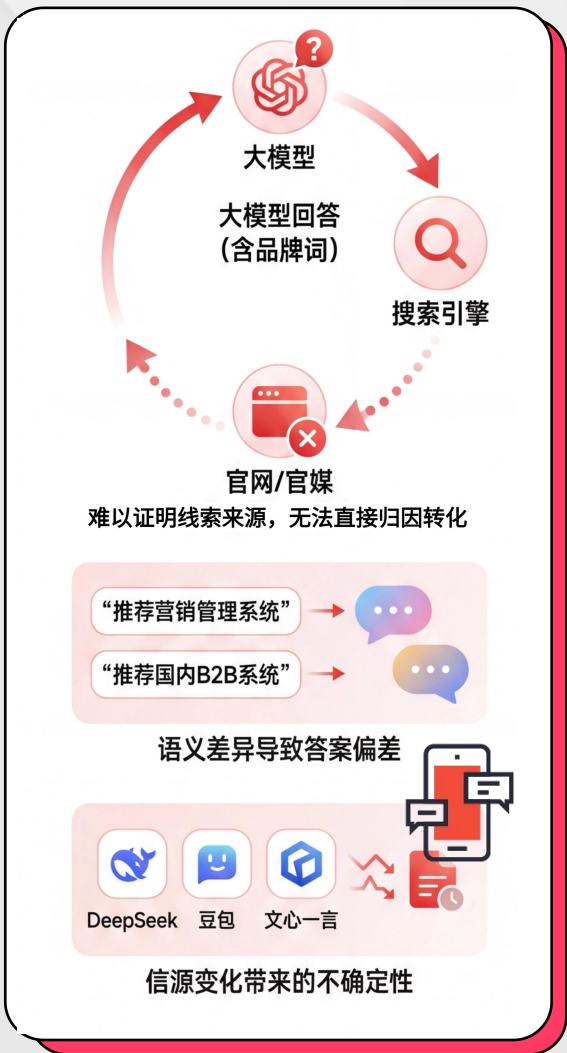 ?
大模型
大模型回答
（含品牌词）
搜索引擎
官网/官媒
难以证明线索来源，无法直接归因转化
“推荐营销管理系统”
“推荐国内B2B系统”
语义差异导致答案偏差
DeepSeek 豆包 文心一言
信源变化带来的不确定性